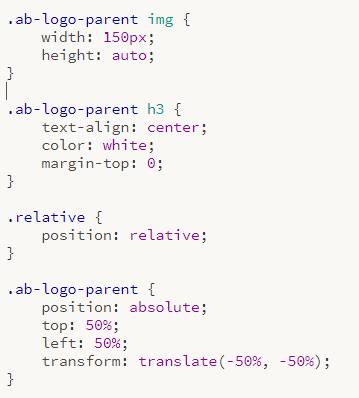 .ab-logo-parent img {
    width: 150px;
    height: auto;
}

.ab-logo-parent h3 {
    text-align: center;
    color: white;
    margin-top: 0;
}

.relative {
    position: relative;
}

.ab-logo-parent {
    position: absolute;
    top: 50%;
    left: 50%;
    transform: translate(-50%, -50%);
}